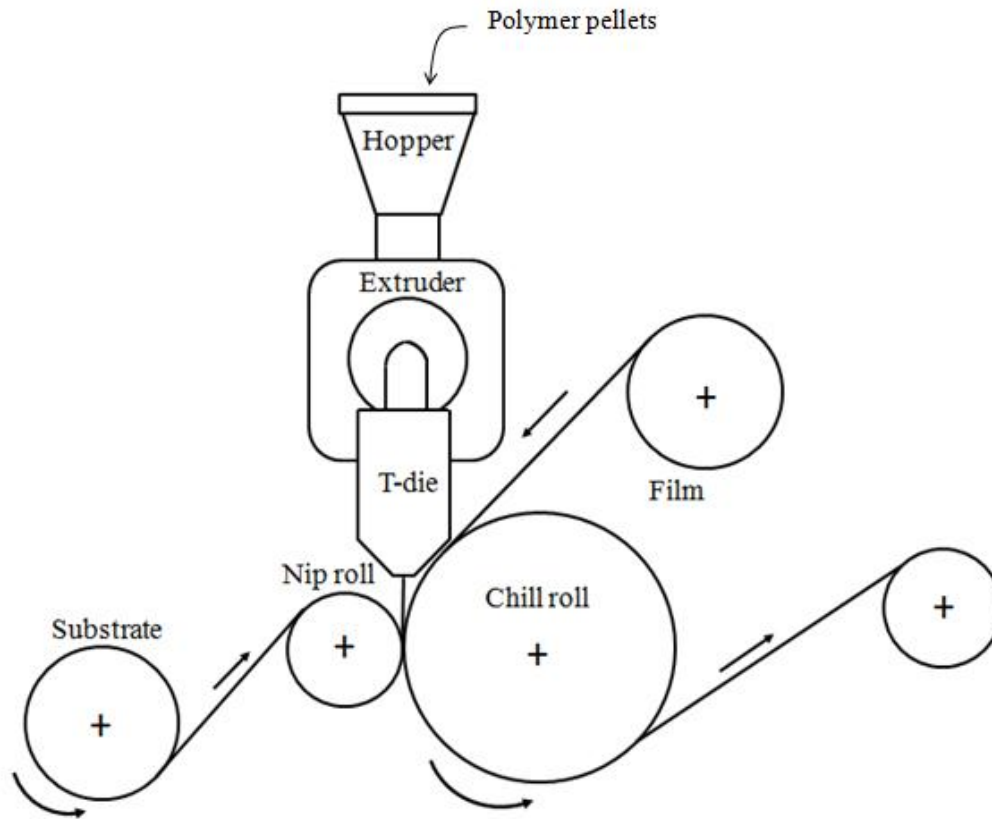 Polymer pellets
Hopper
Extruder
T-die
Film
Nip roll
Chill roll
Substrate